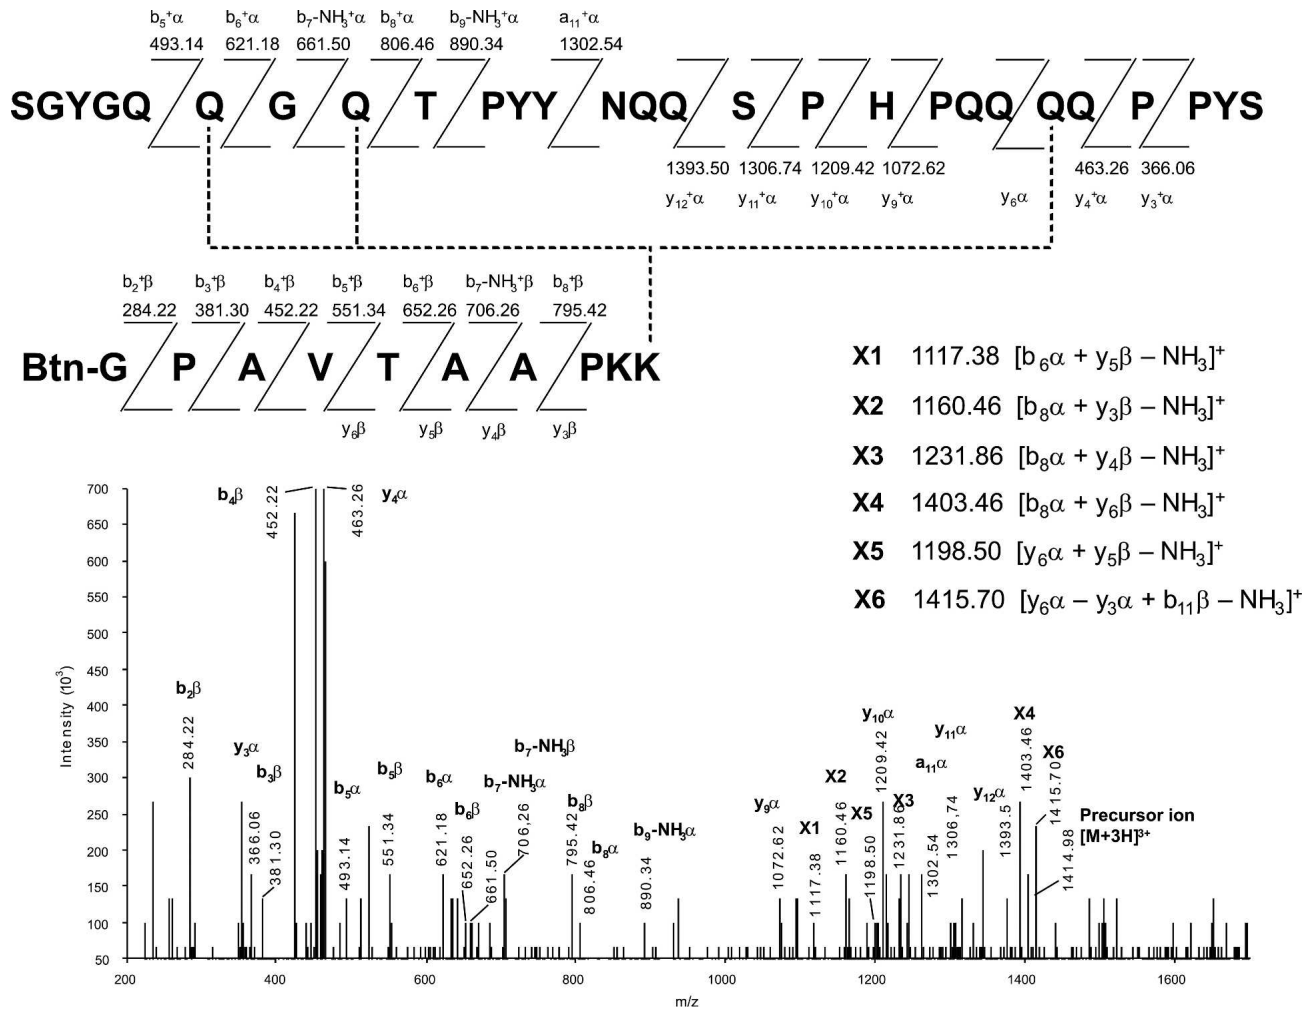 b5+α b6+α b7-NH3+α b8+α b9-NH3+α a11+α
493.14 621.18 661.50 806.46 890.34 1302.54
SGYGQ Q G Q T PYY NQQ S P H PQQ QQ P PYS
1393.50 1306.74 1209.42 1072.62 463.26 366.06
y12+α y11+α y10+α y9+α y6α y4+α y3+α
b2+β b3+β b4+β b5+β b6+β b7-NH3+β b8+β
284.22 381.30 452.22 551.34 652.26 706.26 795.42
Btn-G P A V T A A PKK
y6β y5β y4β y3β
X1 1117.38 [b6α + y5β – NH3]+
X2 1160.46 [b8α + y3β – NH3]+
X3 1231.86 [b8α + y4β – NH3]+
X4 1403.46 [b8α + y6β – NH3]+
X5 1198.50 [y6α + y5β – NH3]+
X6 1415.70 [y6α – y3α + b11β – NH3]+
Intensity (10³)
700
650
600
550
500
450
400
350
300
250
200
150
100
50
b2β
284.22
y3α
366.06
b3β
381.30
b4β
452.22
463.26
y4α
b5α
493.14
b5β
551.34
b6α
621.18
b6β
652.26
661.50
b7-NH3α
b7-NH3β
706,26
b8β
795.42
b8α
806.46
b9-NH3α
890.34
y9α
1072.62
X1
1117.38
X2
1160.46
X5
1198.50
y10α
1209.42
X3
1231.86
a11α
1302.54
y11α
1306,74
y12α
1393.5
X4
1403.46
X6
1415.70
1414.98
Precursor ion
[M+3H]3+
200 400 600 800 1000 1200 1400 1600
m/z